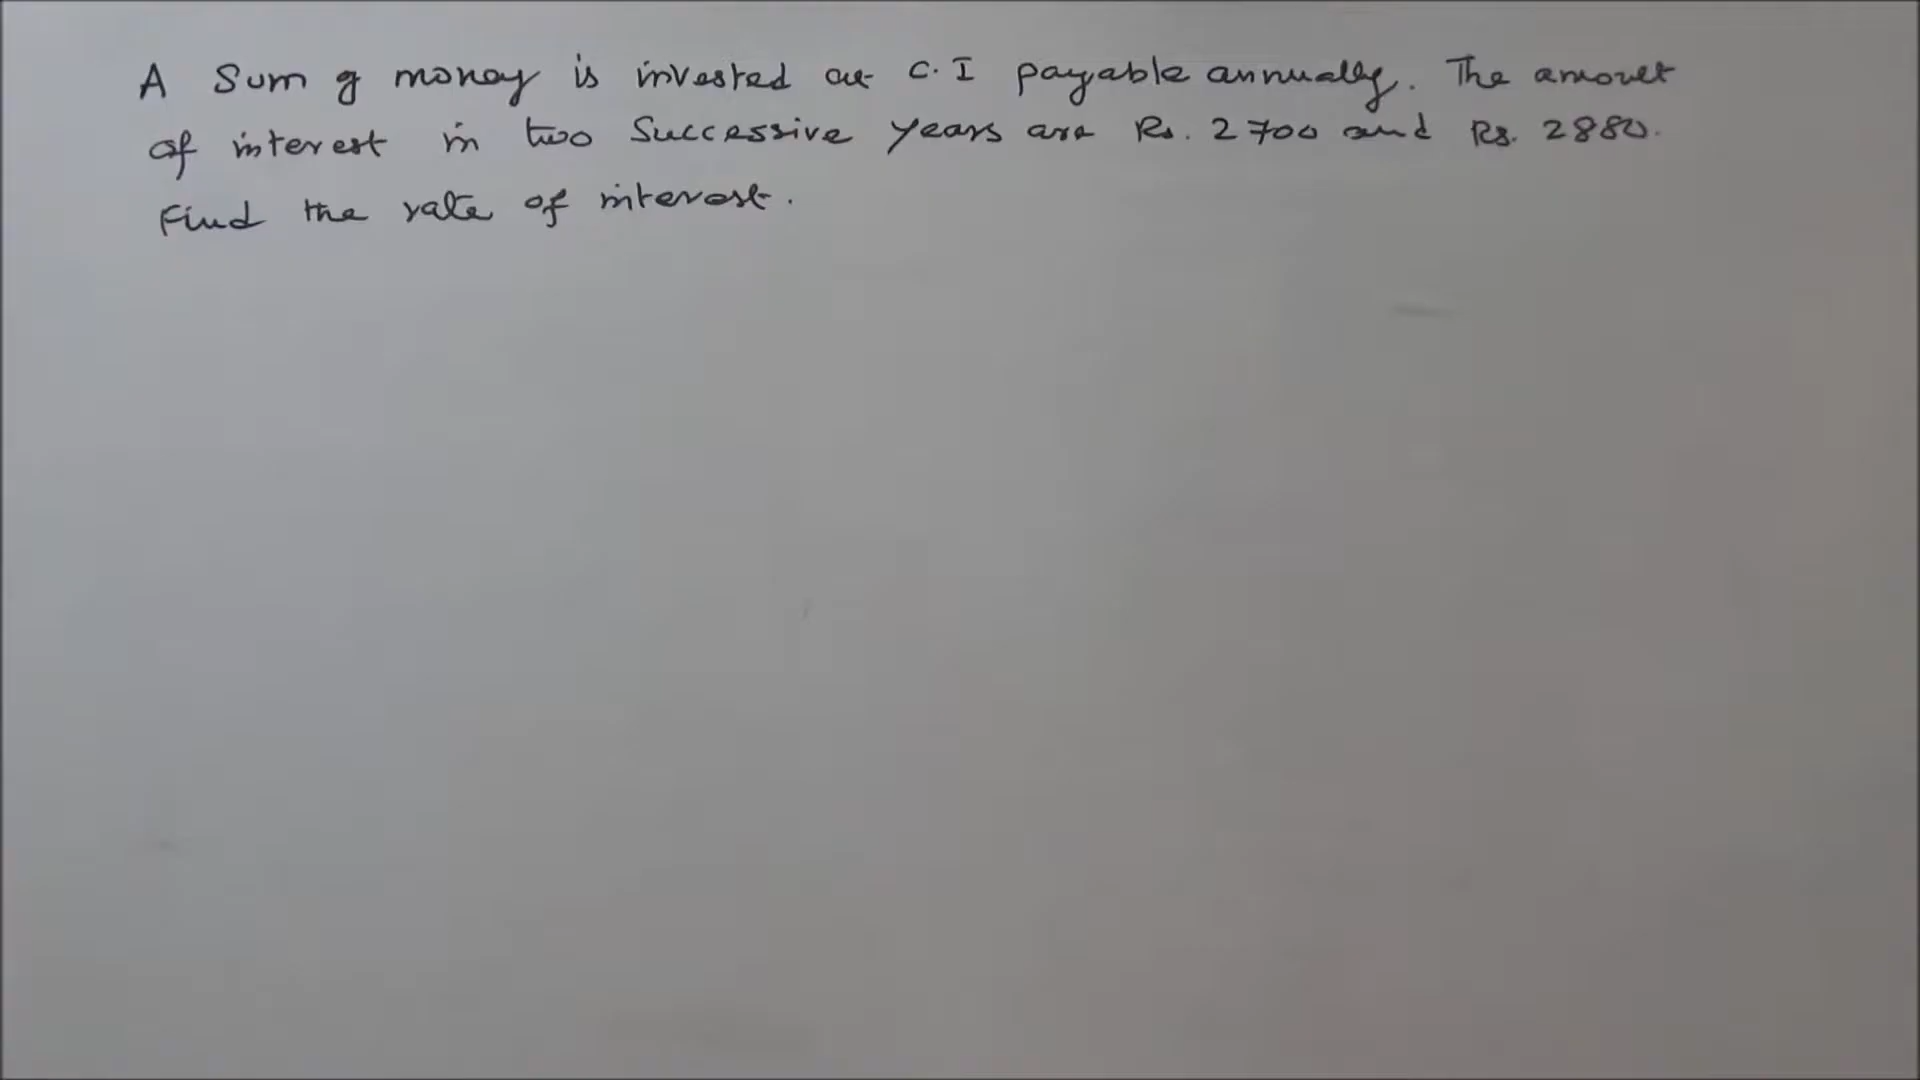 A Sum of money is invested at C.I payable annually. The amount
of interest in two Successive years are Rs. 2700 and Rs. 2880.
Find the rate of interest.